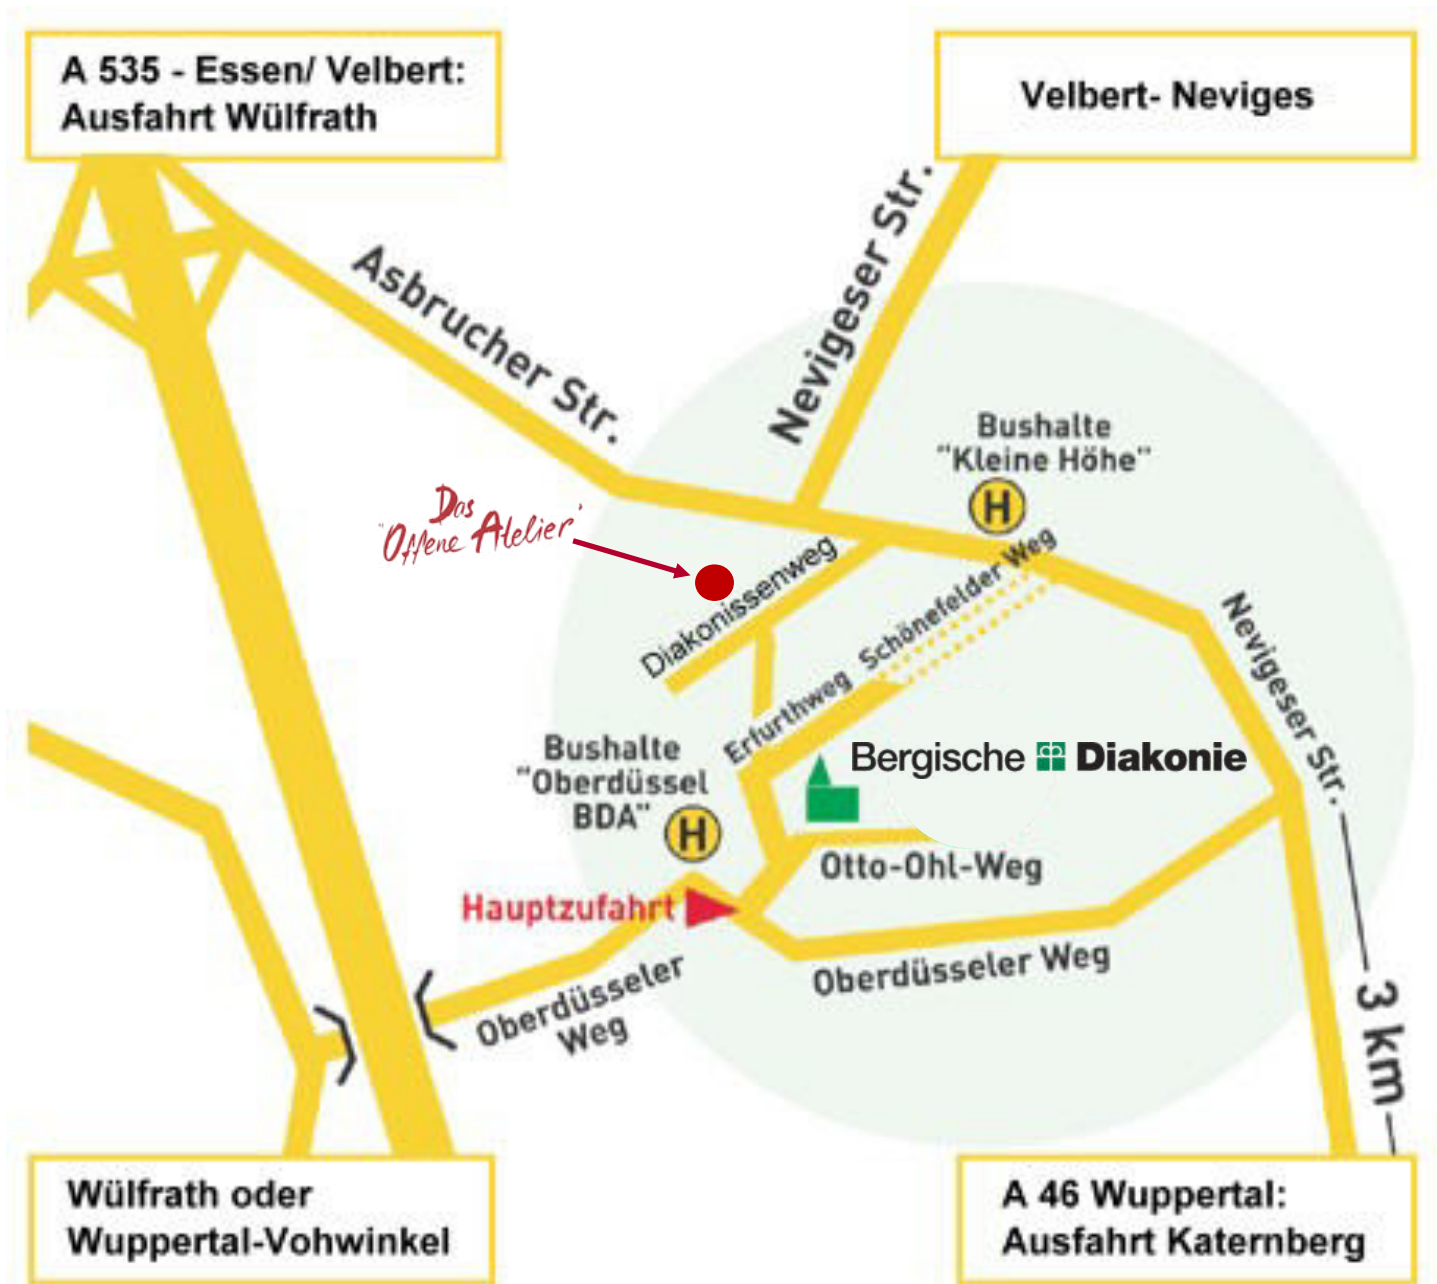 A 535 - Essen/ Velbert:
Ausfahrt Wülfrath
Velbert- Neviges
Asbrucher Str.
Nevigeser Str.
Bushalte
"Kleine Höhe"
H
Das
"Offene Atelier"
Diakonissenweg
Schönefelder Weg
Erfurthweg
Nevigeser Str.
Bushalte
"Oberdüssel
BDA"
H
Bergische Diakonie
Otto-Ohl-Weg
Hauptzufahrt
Oberdüsseler
Weg
Oberdüsseler Weg
3 km
Wülfrath oder
Wuppertal-Vohwinkel
A 46 Wuppertal:
Ausfahrt Katernberg